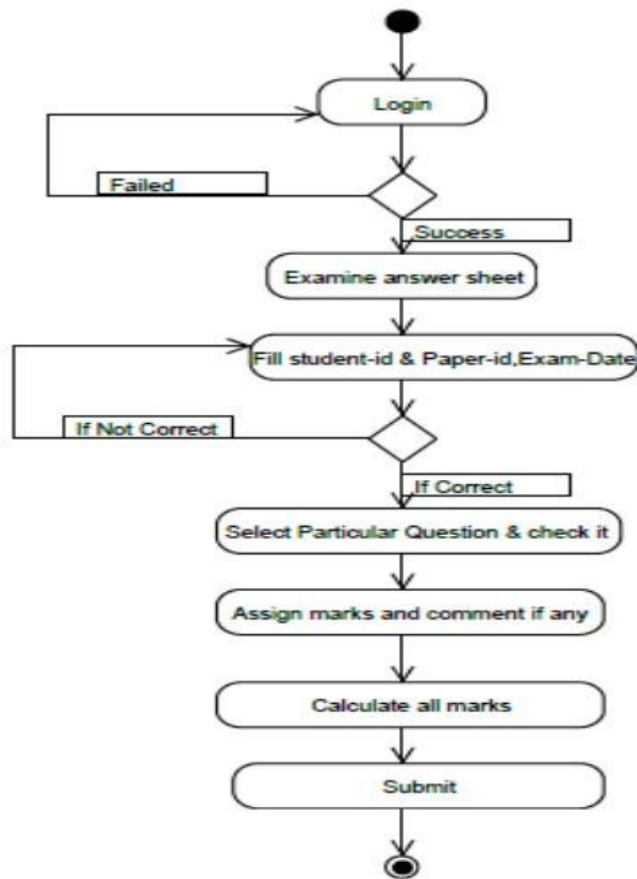 Login
Failed
Success
Examine answer sheet
Fill student-id & Paper-id,Exam-Date
If Not Correct
If Correct
Select Particular Question & check it
Assign marks and comment if any
Calculate all marks
Submit